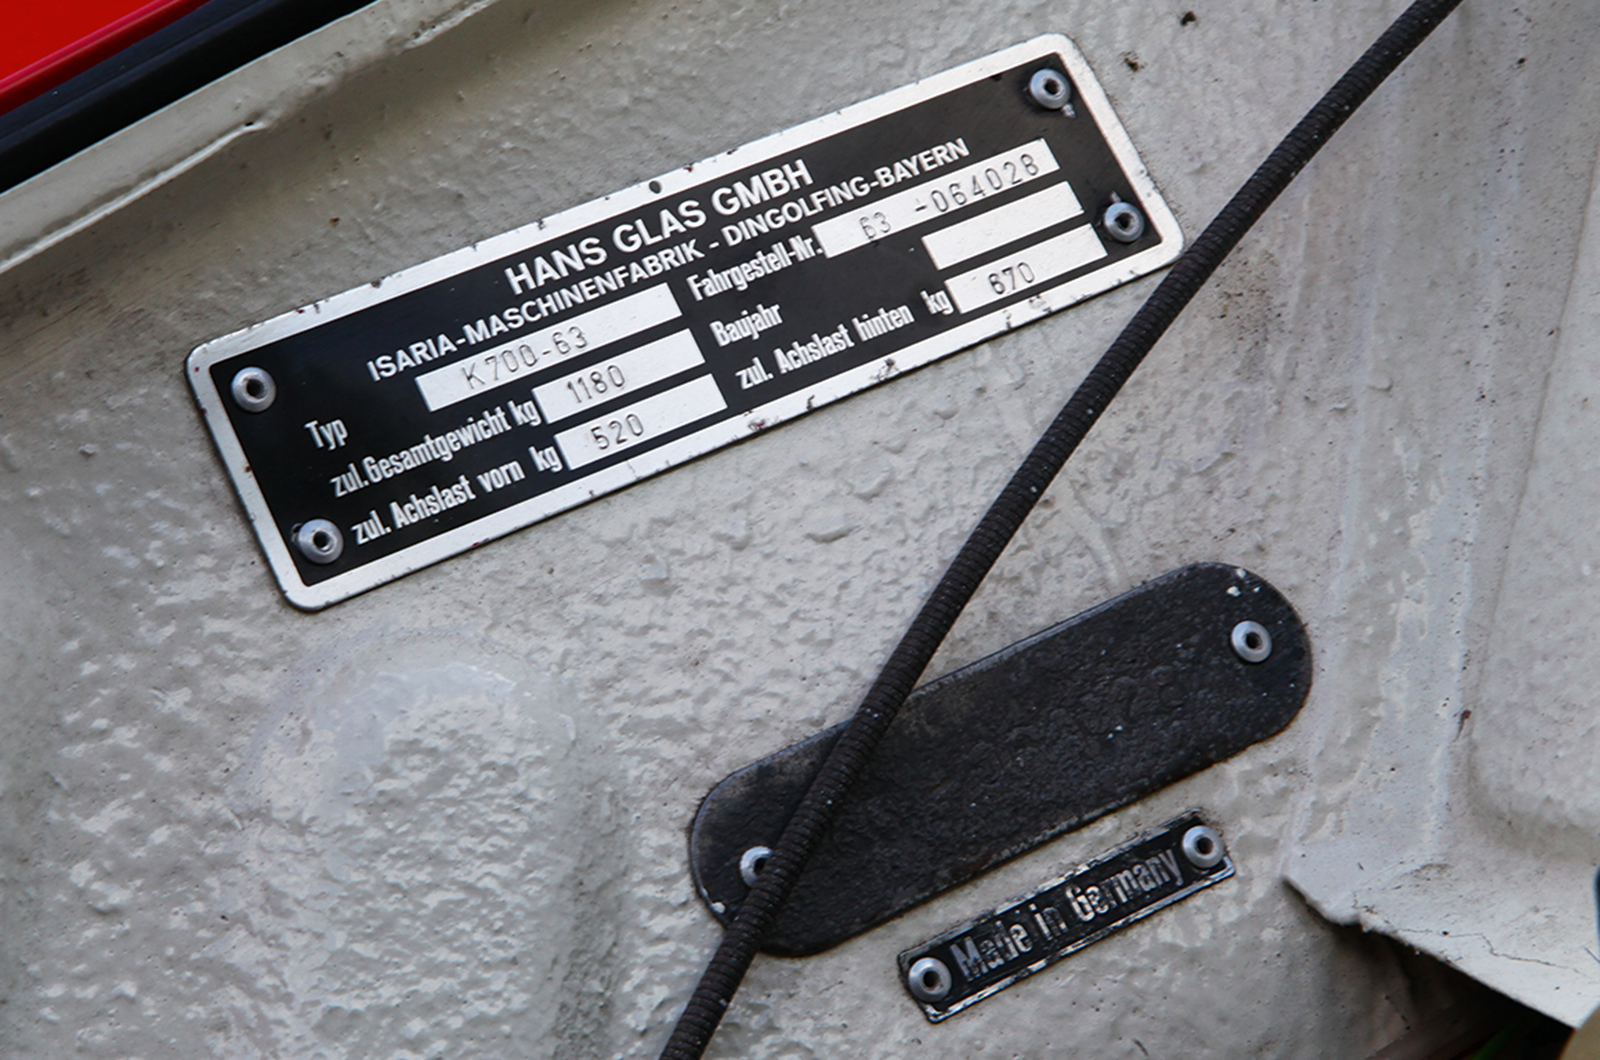 HANS GLAS GMBH
ISARIA-MASCHINENFABRIK - DINGOLFING-BAYERN
Typ K700-63 Fahrgestell-Nr. 63 -064028
zul. Gesamtgewicht kg 1180 Baujahr
zul. Achslast vorn kg 520 zul. Achslast hinten kg 670
Made in Germany